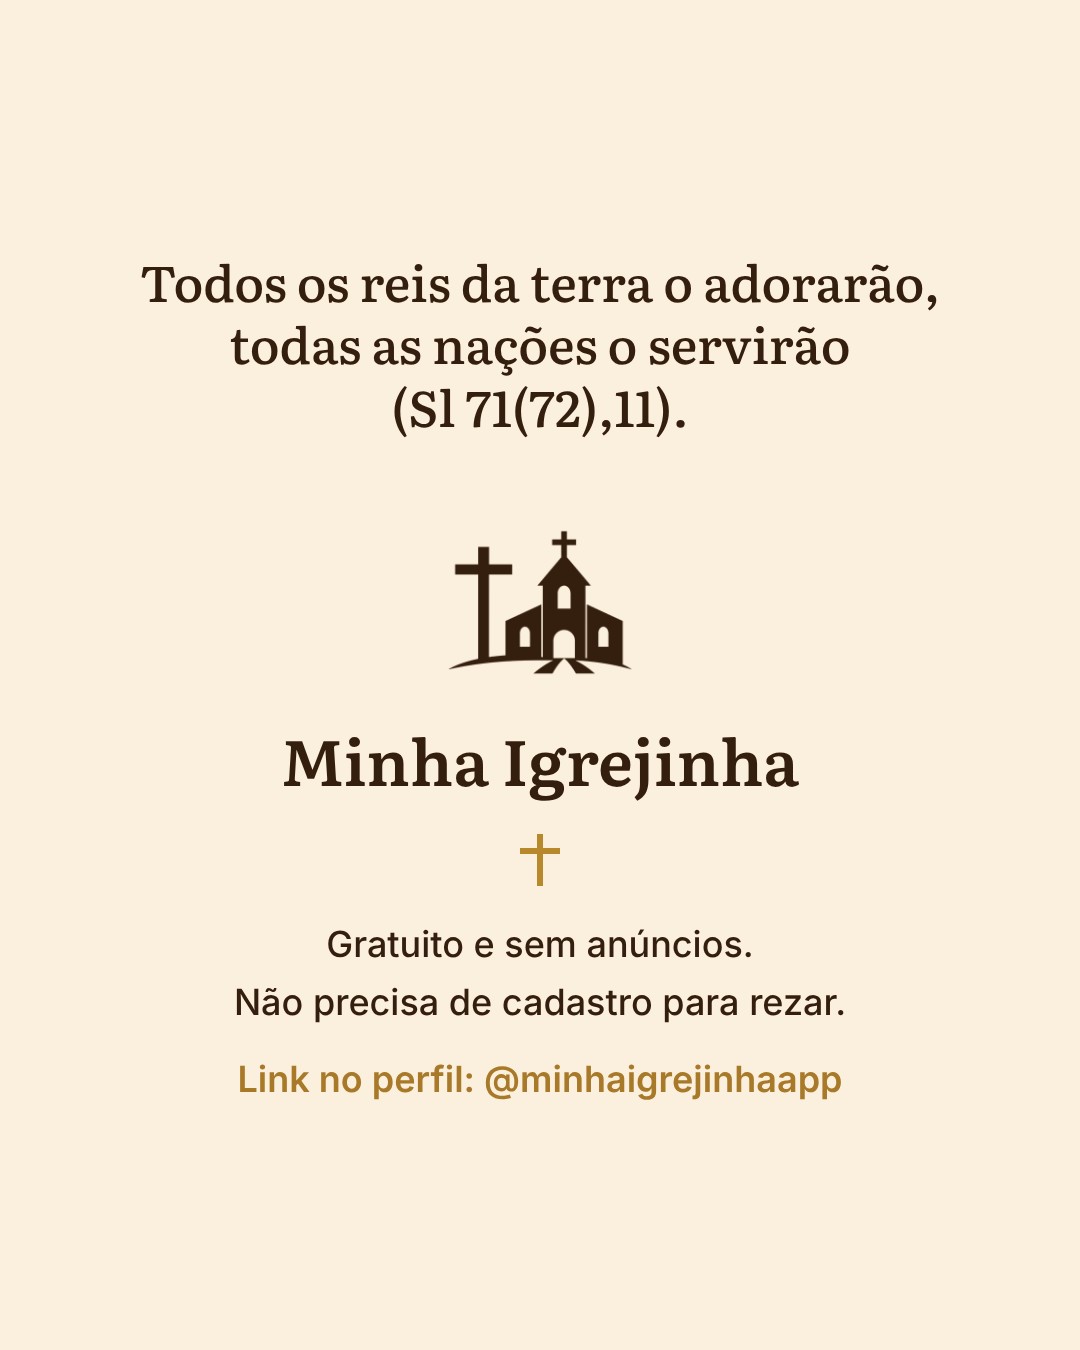 Todos os reis da terra o adorarão,
todas as nações o servirão
(Sl 71(72),11).
Minha Igrejinha
Gratuito e sem anúncios.
Não precisa de cadastro para rezar.
Link no perfil: @minhaigrejinhaapp